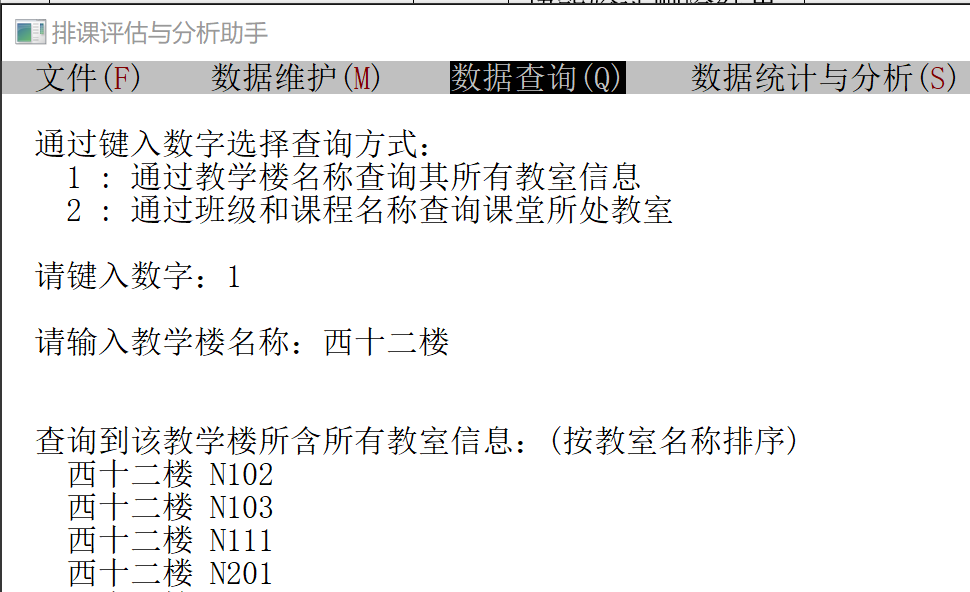 排课评估与分析助手
文件(F) 数据维护(M) 数据查询(Q) 数据统计与分析(S)
通过键入数字选择查询方式：
1 : 通过教学楼名称查询其所有教室信息
2 : 通过班级和课程名称查询课堂所处教室
请键入数字：1
请输入教学楼名称：西十二楼
查询到该教学楼所含所有教室信息：(按教室名称排序)
西十二楼 N102
西十二楼 N103
西十二楼 N111
西十二楼 N201